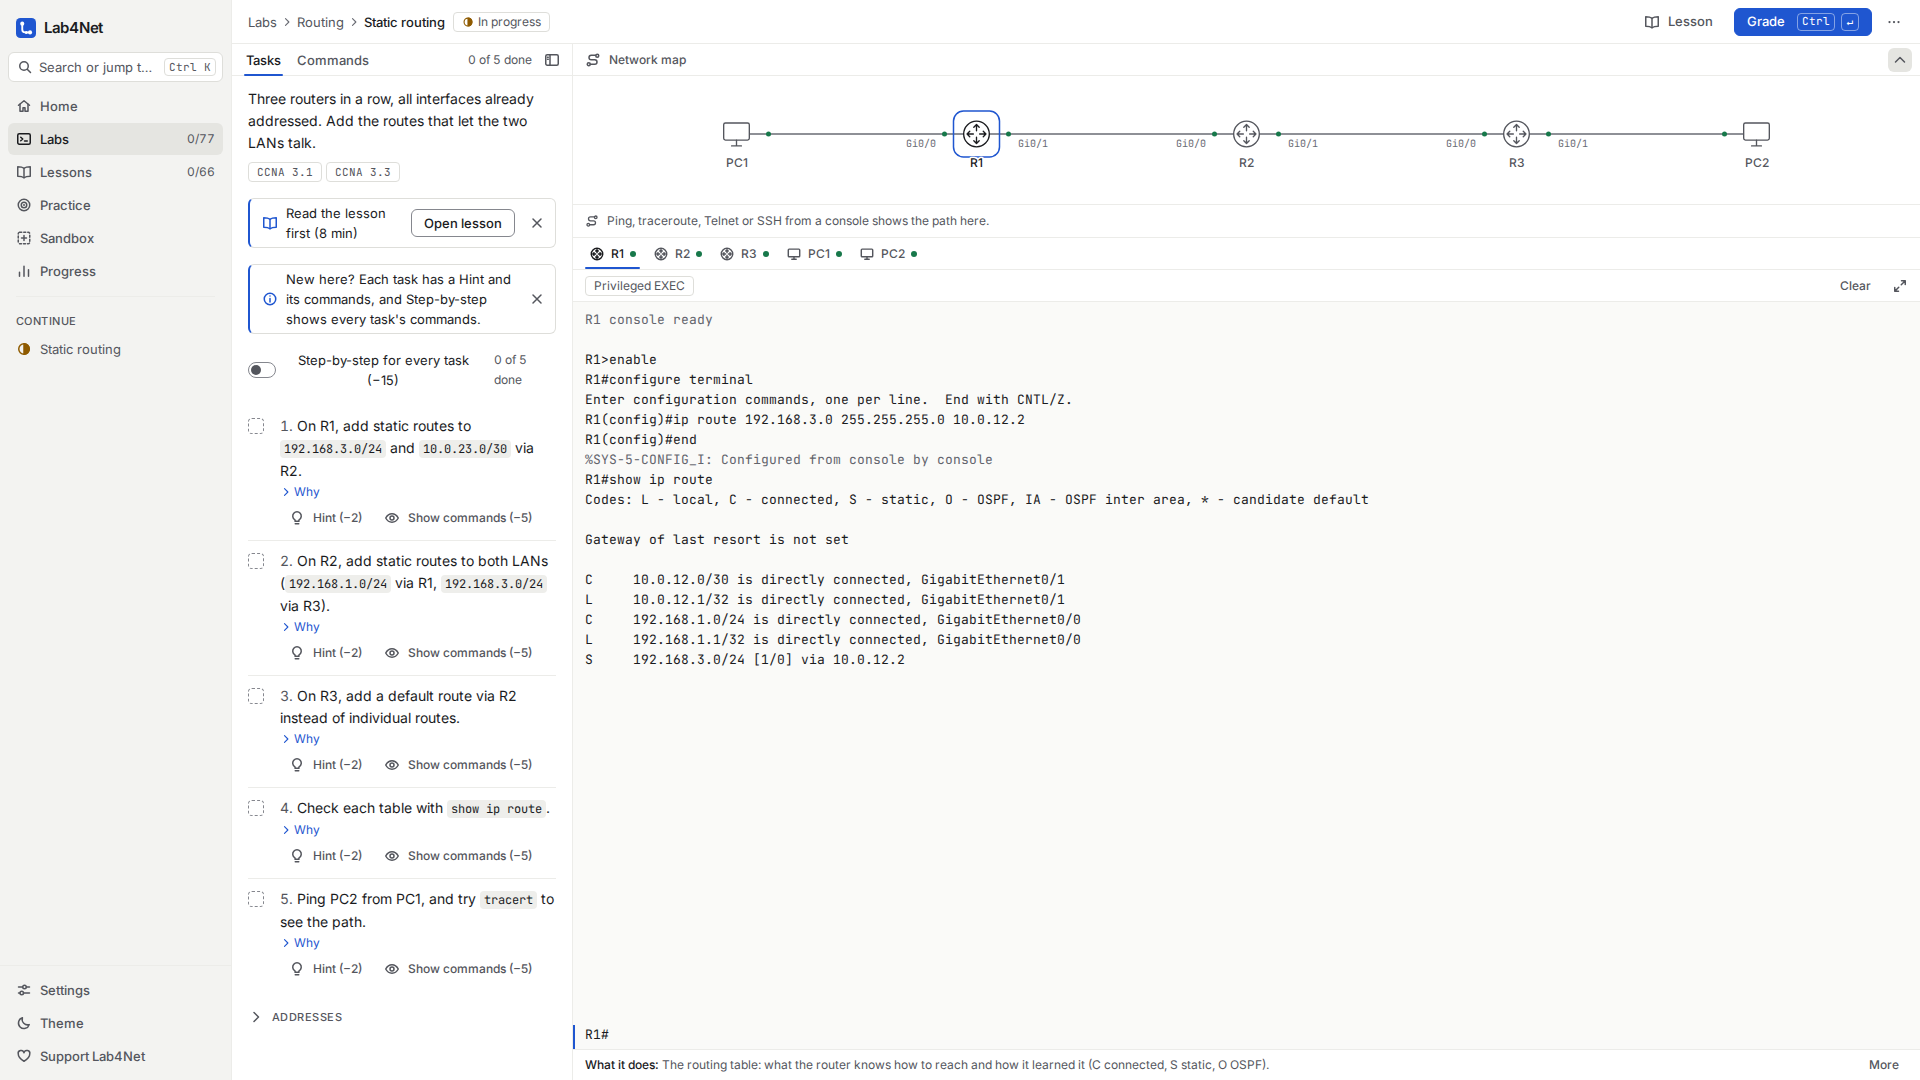 Lab4Net
Search or jump t... Ctrl K
Home
Labs 0/77
Lessons 0/66
Practice
Sandbox
Progress
CONTINUE
Static routing
Settings
Theme
Support Lab4Net
Labs > Routing > Static routing In progress
Lesson
Grade Ctrl ↵
Tasks Commands 0 of 5 done
Three routers in a row, all interfaces already
addressed. Add the routes that let the two
LANs talk.
CCNA 3.1 CCNA 3.3
Read the lesson
first (8 min)
Open lesson
New here? Each task has a Hint and
its commands, and Step-by-step
shows every task's commands.
Step-by-step for every task
(−15)
0 of 5
done
1. On R1, add static routes to
192.168.3.0/24 and 10.0.23.0/30 via
R2.
Why
Hint (−2) Show commands (−5)
2. On R2, add static routes to both LANs
(192.168.1.0/24 via R1, 192.168.3.0/24
via R3).
Why
Hint (−2) Show commands (−5)
3. On R3, add a default route via R2
instead of individual routes.
Why
Hint (−2) Show commands (−5)
4. Check each table with show ip route.
Why
Hint (−2) Show commands (−5)
5. Ping PC2 from PC1, and try tracert to
see the path.
Why
Hint (−2) Show commands (−5)
ADDRESSES
Network map
Gi0/0 Gi0/1 Gi0/0 Gi0/1 Gi0/0 Gi0/1
PC1 R1 R2 R3 PC2
Ping, traceroute, Telnet or SSH from a console shows the path here.
R1 R2 R3 PC1 PC2
Privileged EXEC
Clear
R1 console ready
R1>enable
R1#configure terminal
Enter configuration commands, one per line.  End with CNTL/Z.
R1(config)#ip route 192.168.3.0 255.255.255.0 10.0.12.2
R1(config)#end
%SYS-5-CONFIG_I: Configured from console by console
R1#show ip route
Codes: L - local, C - connected, S - static, O - OSPF, IA - OSPF inter area, * - candidate default
Gateway of last resort is not set
C     10.0.12.0/30 is directly connected, GigabitEthernet0/1
L     10.0.12.1/32 is directly connected, GigabitEthernet0/1
C     192.168.1.0/24 is directly connected, GigabitEthernet0/0
L     192.168.1.1/32 is directly connected, GigabitEthernet0/0
S     192.168.3.0/24 [1/0] via 10.0.12.2
R1#
What it does: The routing table: what the router knows how to reach and how it learned it (C connected, S static, O OSPF).
More